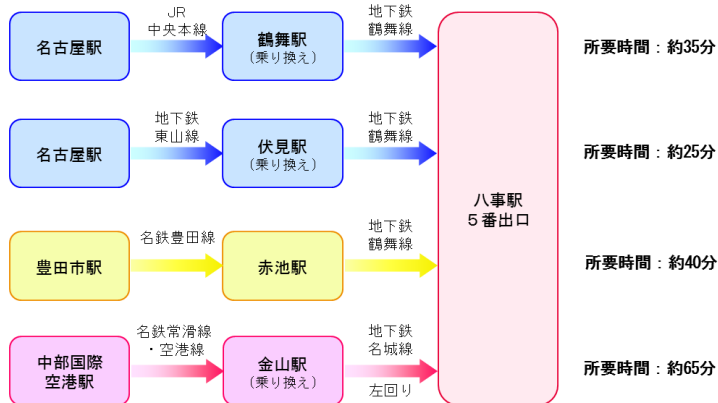 JR
中央本線
地下鉄
鶴舞線
名古屋駅
鶴舞駅
(乗り換え)
所要時間：約35分
地下鉄
東山線
地下鉄
鶴舞線
名古屋駅
伏見駅
(乗り換え)
所要時間：約25分
八事駅
5番出口
名鉄豊田線
地下鉄
鶴舞線
豊田市駅
赤池駅
所要時間：約40分
名鉄常滑線
・空港線
地下鉄
名城線
中部国際
空港駅
金山駅
(乗り換え)
左回り
所要時間：約65分